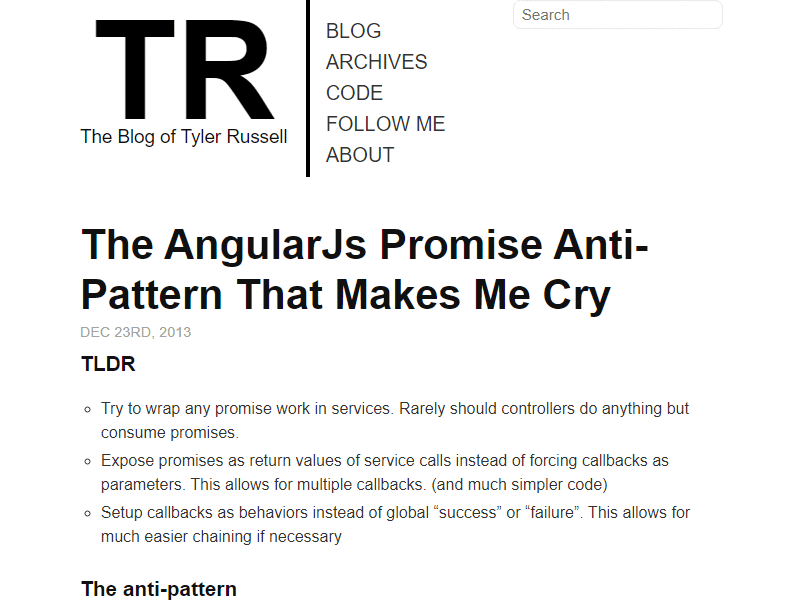 TR
The Blog of Tyler Russell
BLOG
ARCHIVES
CODE
FOLLOW ME
ABOUT
Search
The AngularJs Promise Anti-
Pattern That Makes Me Cry
DEC 23RD, 2013
TLDR
Try to wrap any promise work in services. Rarely should controllers do anything but
consume promises.
Expose promises as return values of service calls instead of forcing callbacks as
parameters. This allows for multiple callbacks. (and much simpler code)
Setup callbacks as behaviors instead of global “success” or “failure”. This allows for
much easier chaining if necessary
The anti-pattern